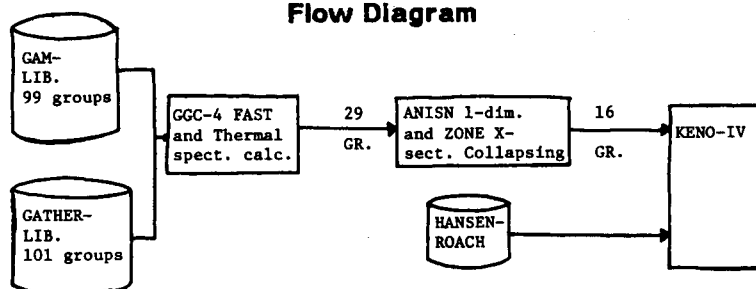 Flow Diagram
GAM-
LIB.
99 groups
GGC-4 FAST
and Thermal
spect. calc.
29
GR.
ANISN 1-dim.
and ZONE X-
sect. Collapsing
16
GR.
KENO-IV
GATHER-
LIB.
101 groups
HANSEN-
ROACH